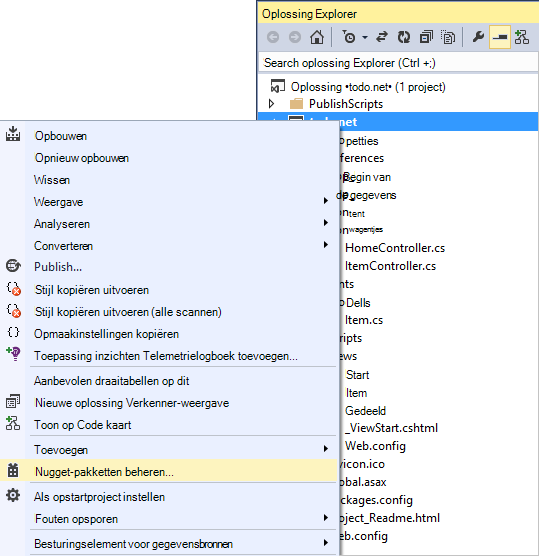 Oplossing Explorer
Search oplossing Explorer (Ctrl +;)
Oplossing •todo.net• (1 project)
PublishScripts
net
petties
ferences
Begin van
gegevens
tent
wagentjes
HomeController.cs
ItemController.cs
nts
Dells
Item.cs
ripts
ews
Start
Item
Gedeeld
_ViewStart.cshtml
Web.config
vicon.ico
obal.asax
ckages.config
oject_Readme.html
eb.config
Opbouwen
Opnieuw opbouwen
Wissen
Weergave
Analyseren
Converteren
Publish...
Stijl kopiëren uitvoeren
Stijl kopiëren uitvoeren (alle scannen)
Opmaakinstellingen kopiëren
Toepassing inzichten Telemetrielogboek toevoegen...
Aanbevolen draaitabellen op dit
Nieuwe oplossing Verkenner-weergave
Toon op Code kaart
Toevoegen
Nugget-pakketten beheren...
Als opstartproject instellen
Fouten opsporen
Besturingselement voor gegevensbronnen